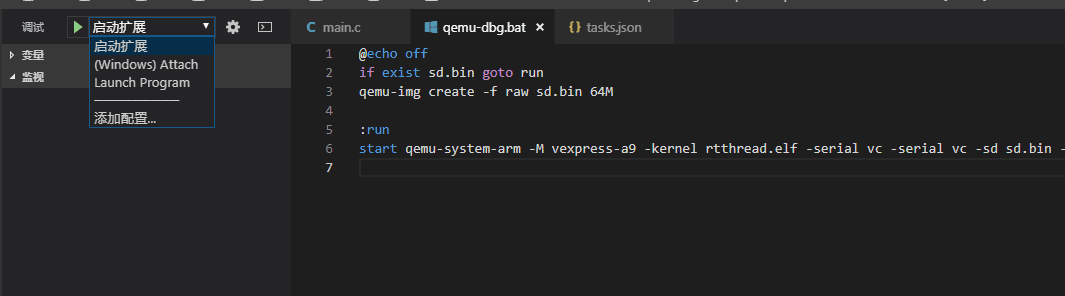 调试 启动扩展
启动扩展
(Windows) Attach
Launch Program
添加配置...
变量
监视
main.c qemu-dbg.bat tasks.json
1 @echo off
2 if exist sd.bin goto run
3 qemu-img create -f raw sd.bin 64M
4
5 :run
6 start qemu-system-arm -M vexpress-a9 -kernel rtthread.elf -serial vc -serial vc -sd sd.bin -
7